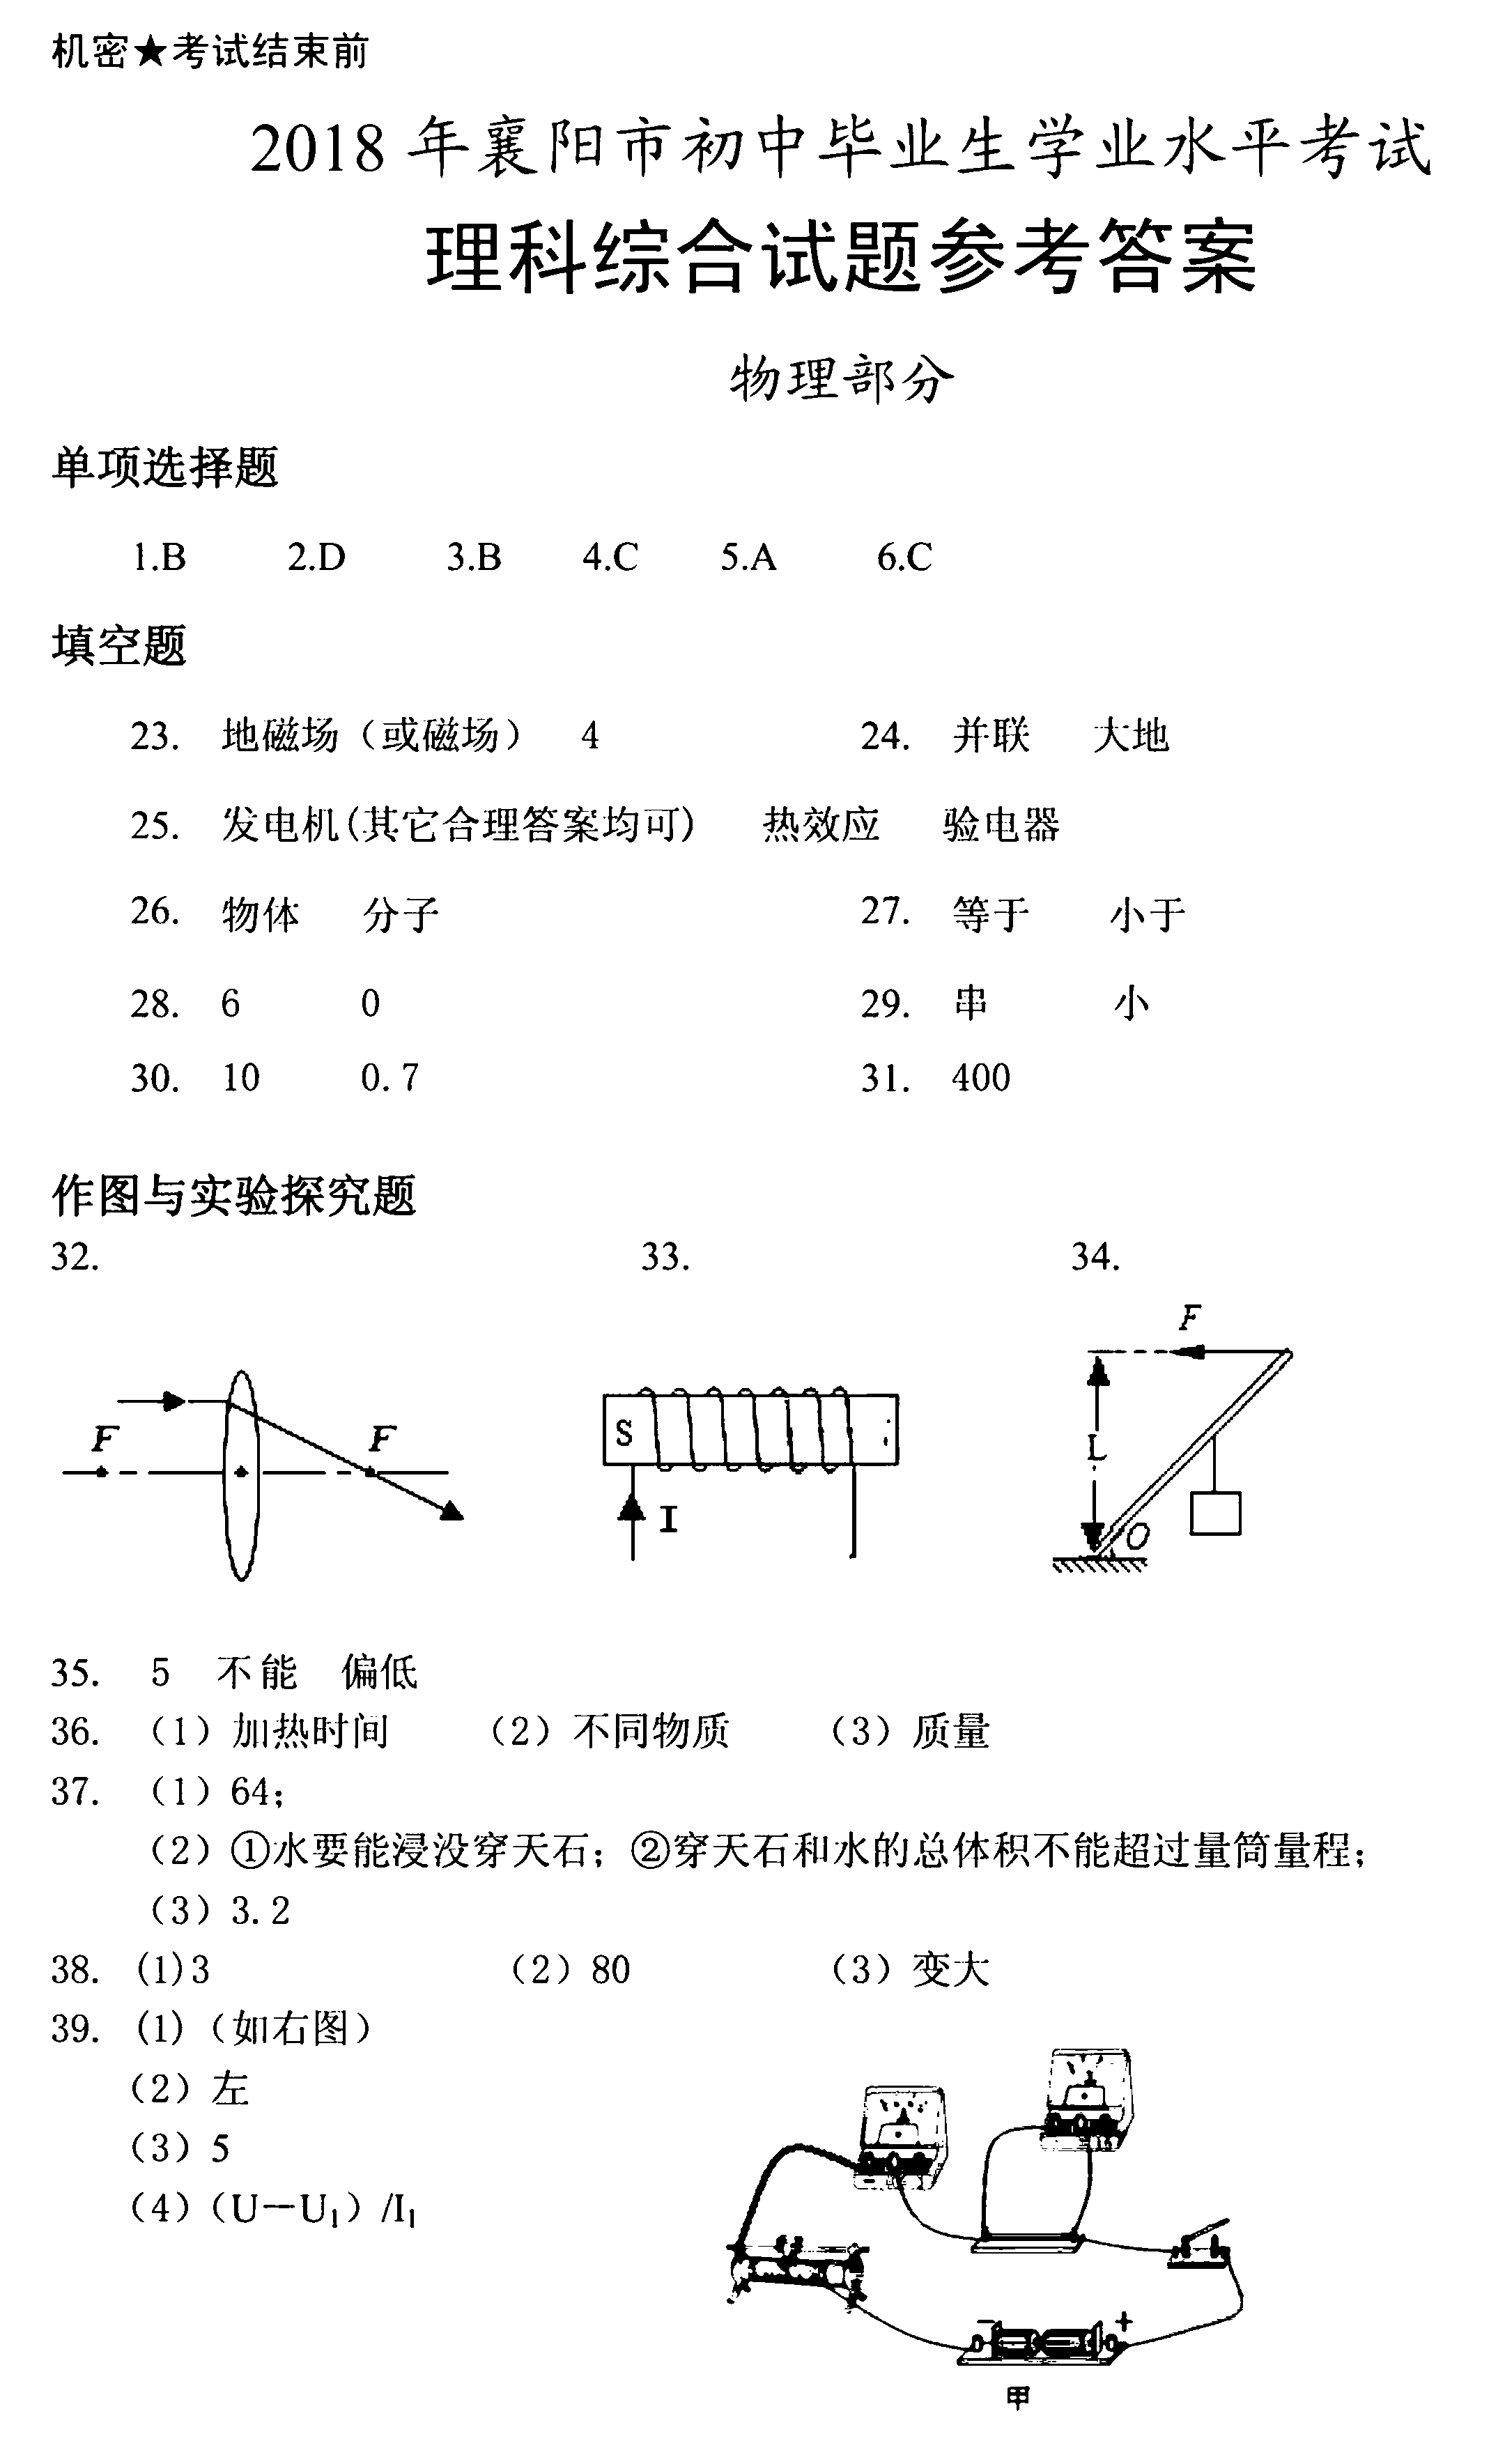 机密★考试结束前
2018 年襄阳市初中毕业生学业水平考试
理科综合试题参考答案
物理部分
单项选择题
1.B 2.D 3.B 4.C 5.A 6.C
填空题
23. 地磁场（或磁场） 4 24. 并联 大地
25. 发电机(其它合理答案均可) 热效应 验电器
26. 物体 分子 27. 等于 小于
28. 6 0 29. 串 小
30. 10 0.7 31. 400
作图与实验探究题
32. 33. 34.
F F
S I
F L O
35. 5 不能 偏低
36. （1）加热时间 （2）不同物质 （3）质量
37. （1）64；
（2）①水要能浸没穿天石；②穿天石和水的总体积不能超过量筒量程；
（3）3.2
38. (1)3 （2）80 （3）变大
39. (1)（如右图）
（2）左
（3）5
（4）（U－U₁）/I₁
－ +
甲